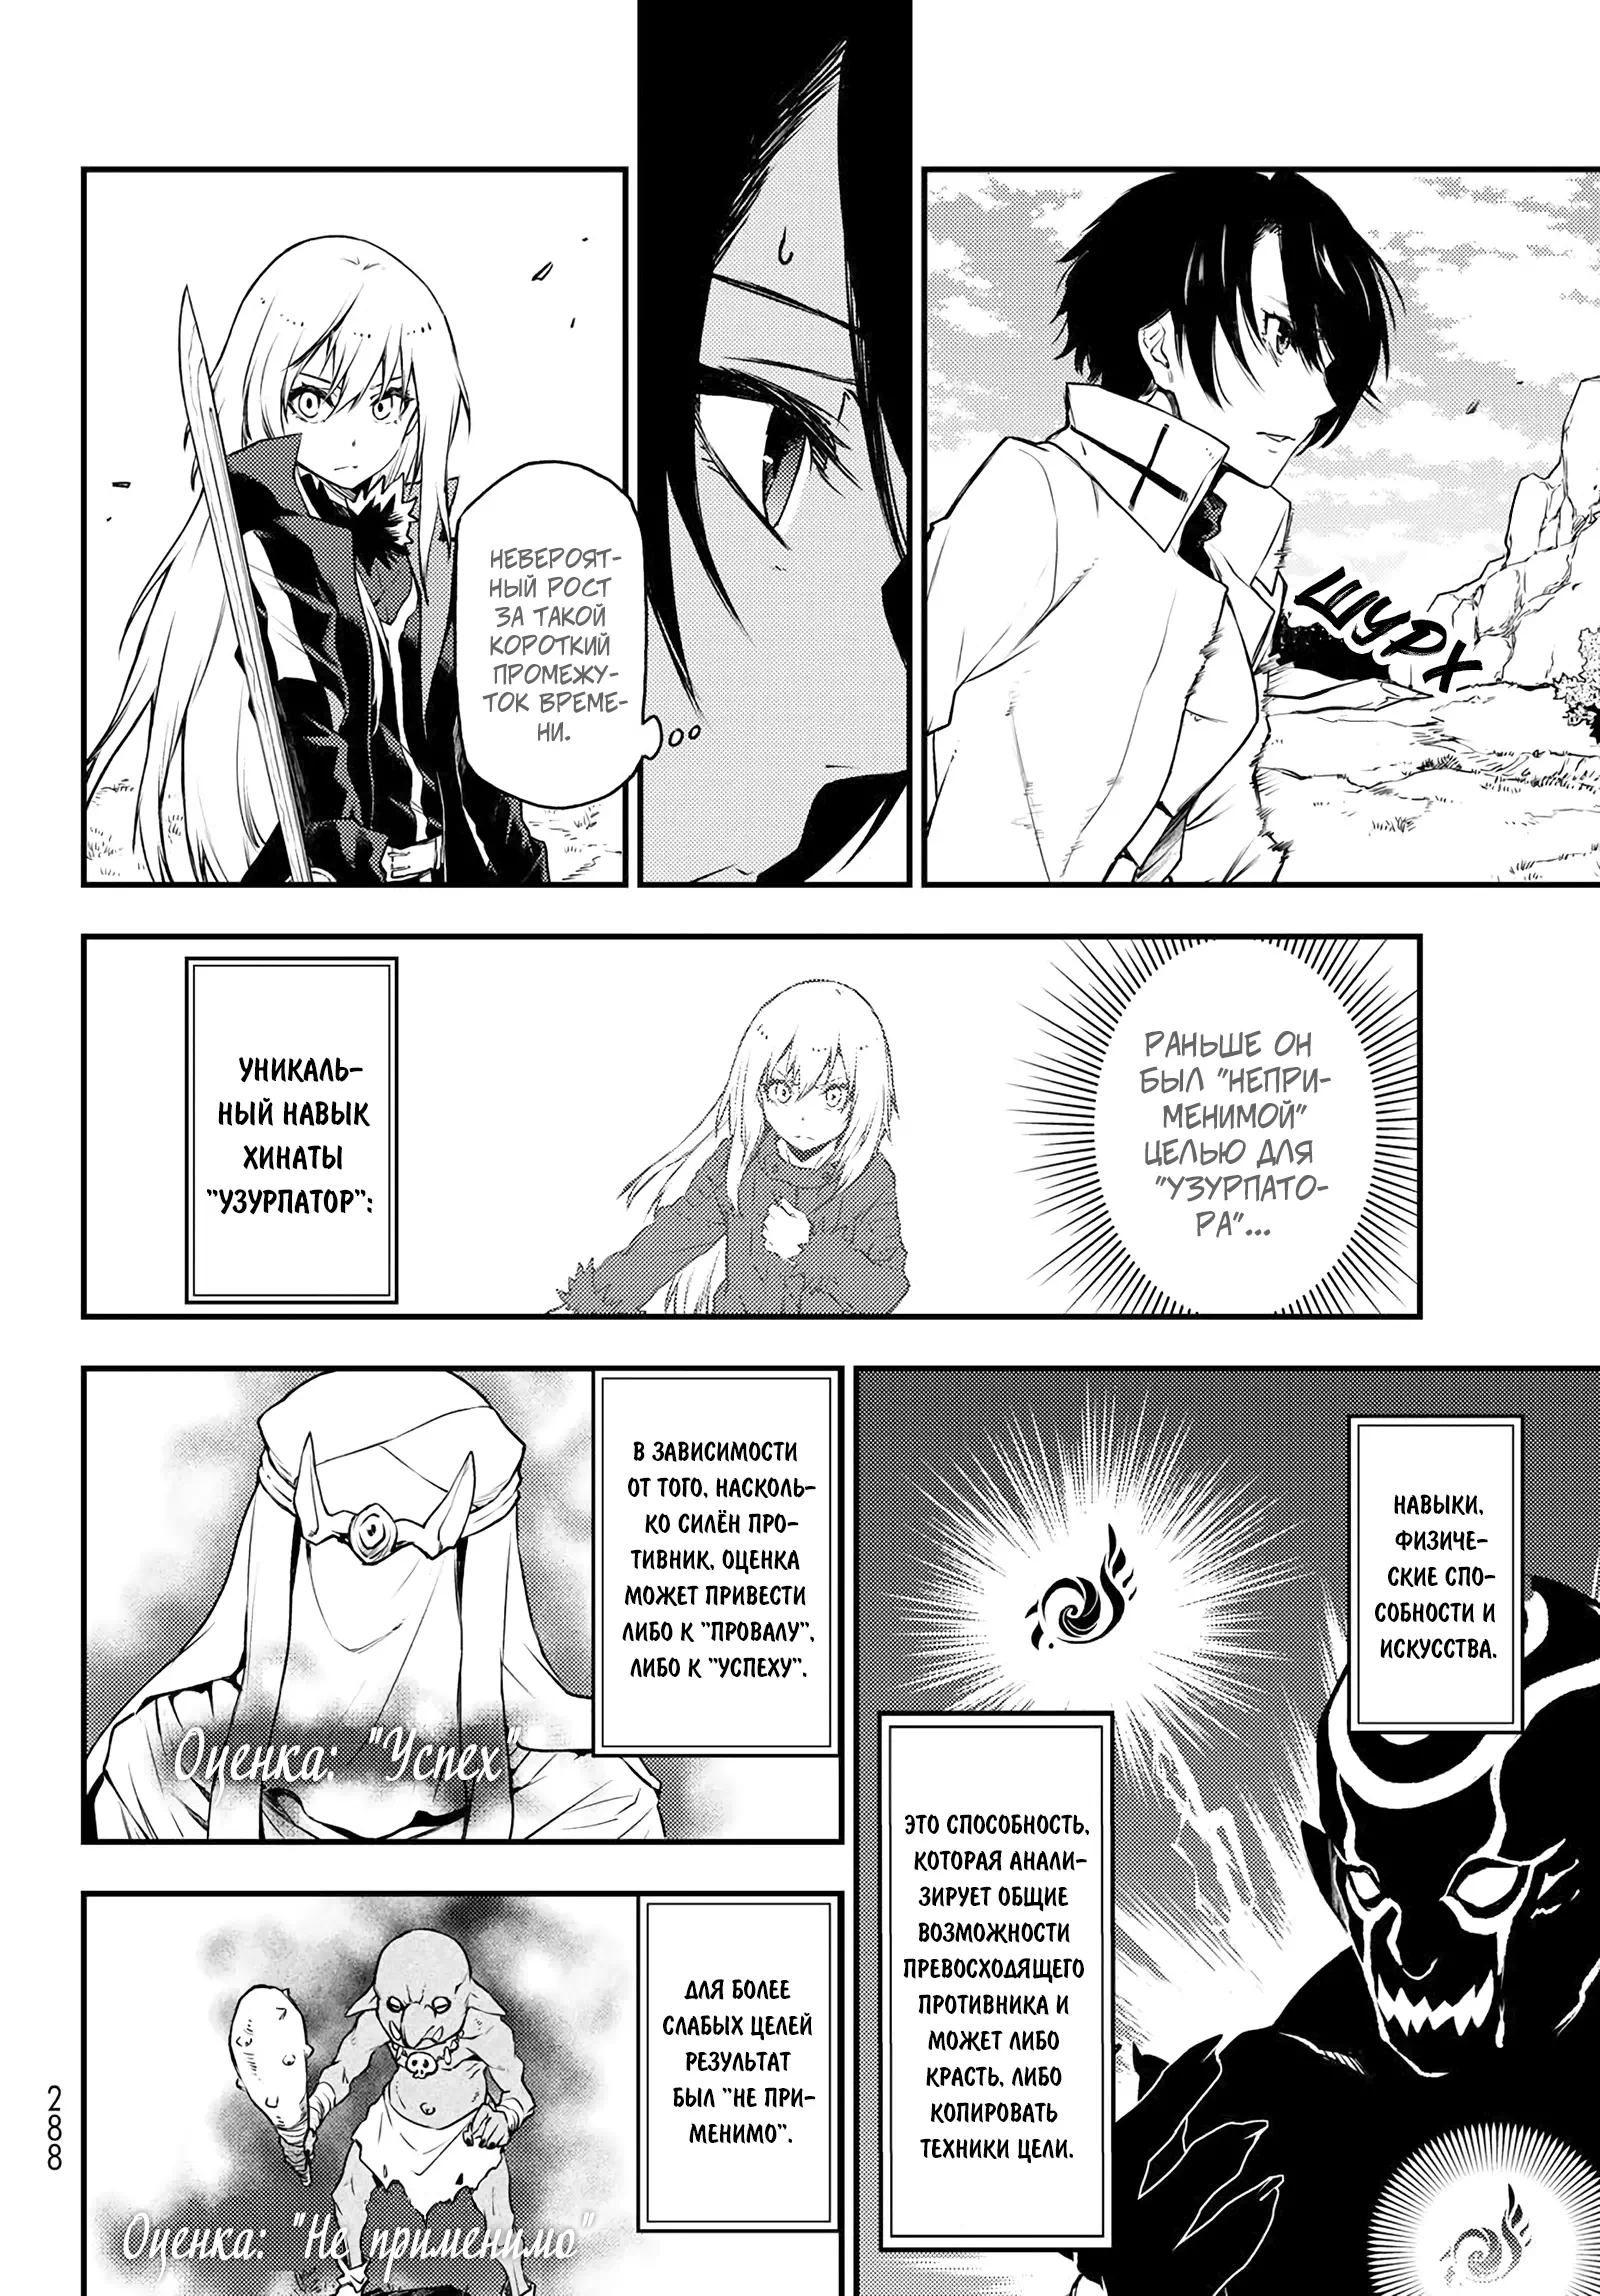 ШУРХ
НЕВЕРОЯТ-
НЫЙ РОСТ
ЗА ТАКОЙ
КОРОТКИЙ
ПРОМЕЖУ-
ТОК ВРЕМЕ-
НИ.
РАНЬШЕ ОН
БЫЛ "НЕПРИ-
МЕНИМОЙ"
ЦЕЛЬЮ ДЛЯ
"УЗУРПАТО-
РА"...
УНИКАЛЬ-
НЫЙ НАВЫК
ХИНАТЫ
"УЗУРПАТОР":
НАВЫКИ,
ФИЗИЧЕ-
СКИЕ СПО-
СОБНОСТИ И
ИСКУССТВА.
ЭТО СПОСОБНОСТЬ,
КОТОРАЯ АНАЛИ-
ЗИРУЕТ ОБЩИЕ
ВОЗМОЖНОСТИ
ПРЕВОСХОДЯЩЕГО
ПРОТИВНИКА И
МОЖЕТ ЛИБО
КРАСТЬ, ЛИБО
КОПИРОВАТЬ
ТЕХНИКИ ЦЕЛИ.
В ЗАВИСИМОСТИ
ОТ ТОГО, НАСКОЛЬ-
КО СИЛЁН ПРО-
ТИВНИК, ОЦЕНКА
МОЖЕТ ПРИВЕСТИ
ЛИБО К "ПРОВАЛУ",
ЛИБО К "УСПЕХУ".
Оценка: "Успех"
ДЛЯ БОЛЕЕ
СЛАБЫХ ЦЕЛЕЙ
РЕЗУЛЬТАТ
БЫЛ "НЕ ПРИ-
МЕНИМО".
Оценка: "Не применимо"
288